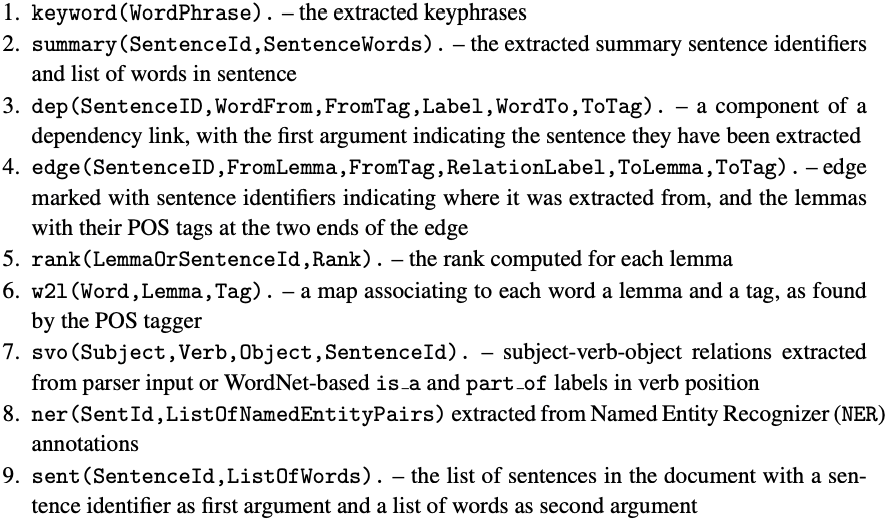 1. keyword(WordPhrase). – the extracted keyphrases
2. summary(SentenceId,SentenceWords). – the extracted summary sentence identifiers
and list of words in sentence
3. dep(SentenceID,WordFrom,FromTag,Label,WordTo,ToTag). – a component of a
dependency link, with the first argument indicating the sentence they have been extracted
4. edge(SentenceID,FromLemma,FromTag,RelationLabel,ToLemma,ToTag). – edge
marked with sentence identifiers indicating where it was extracted from, and the lemmas
with their POS tags at the two ends of the edge
5. rank(LemmaOrSentenceId,Rank). – the rank computed for each lemma
6. w2l(Word,Lemma,Tag). – a map associating to each word a lemma and a tag, as found
by the POS tagger
7. svo(Subject,Verb,Object,SentenceId). – subject-verb-object relations extracted
from parser input or WordNet-based is_a and part_of labels in verb position
8. ner(SentId,ListOfNamedEntityPairs) extracted from Named Entity Recognizer (NER)
annotations
9. sent(SentenceId,ListOfWords). – the list of sentences in the document with a sen-
tence identifier as first argument and a list of words as second argument